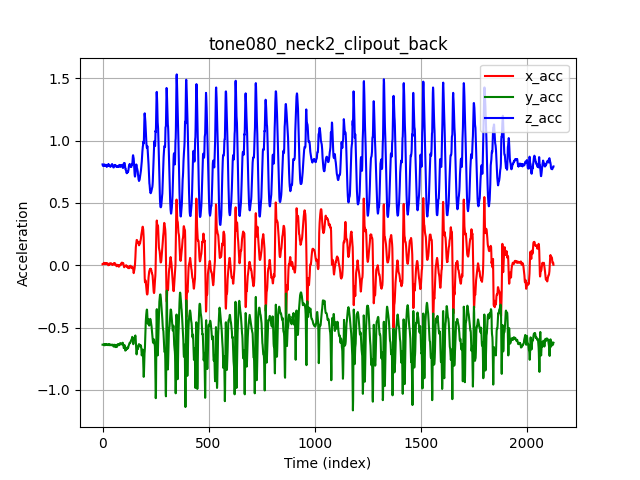 tone080_neck2_clipout_back
x_acc
y_acc
z_acc
1.5
1.0
0.5
0.0
−0.5
−1.0
Acceleration
0
500
1000
1500
2000
Time (index)